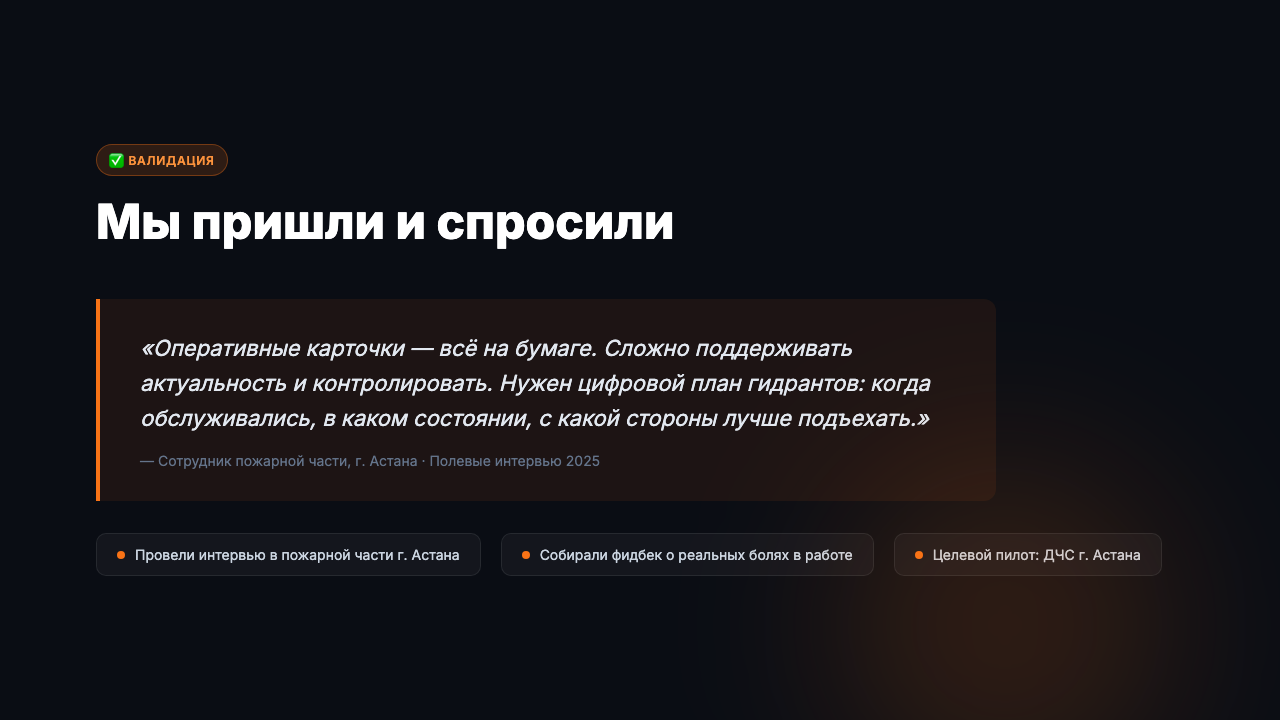 ✅ ВАЛИДАЦИЯ
Мы пришли и спросили
«Оперативные карточки — всё на бумаге. Сложно поддерживать
актуальность и контролировать. Нужен цифровой план гидрантов: когда
обслуживались, в каком состоянии, с какой стороны лучше подъехать.»
— Сотрудник пожарной части, г. Астана · Полевые интервью 2025
Провели интервью в пожарной части г. Астана
Собирали фидбек о реальных болях в работе
Целевой пилот: ДЧС г. Астана